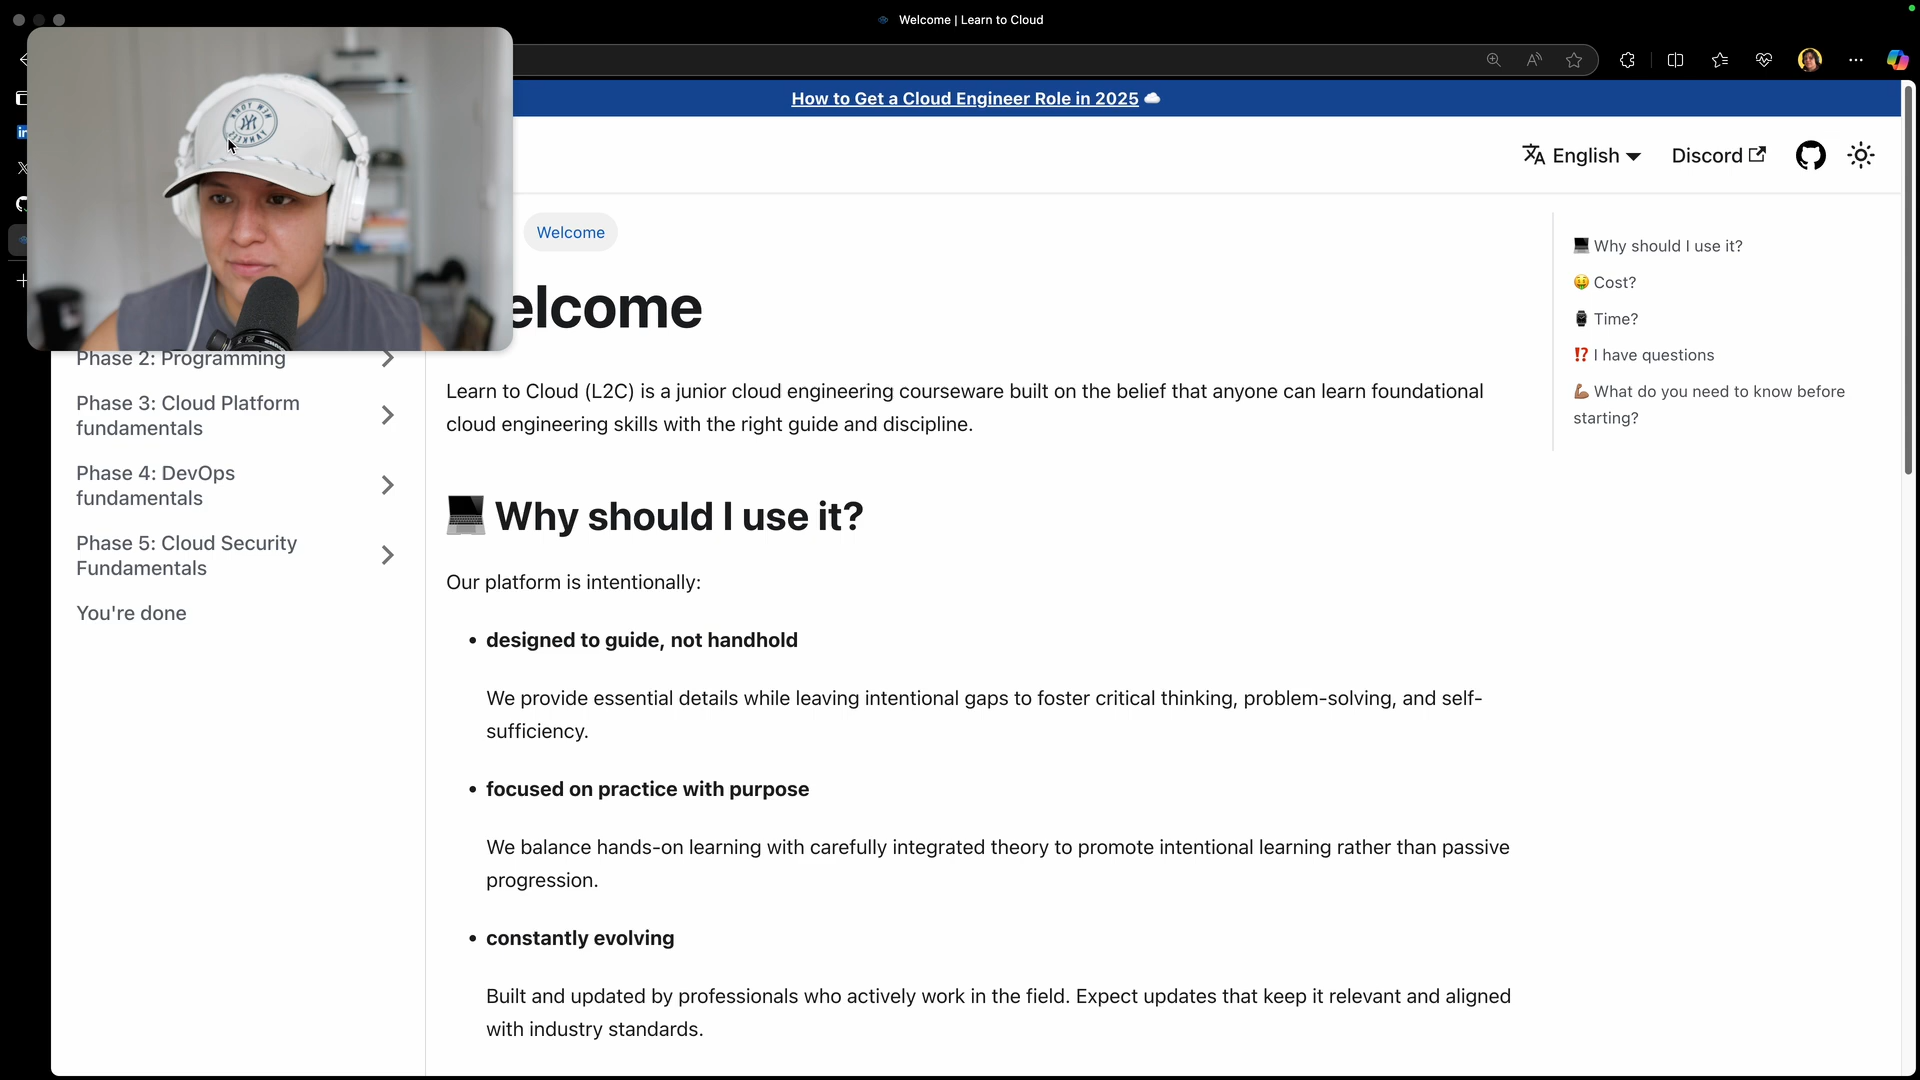 Welcome | Learn to Cloud
How to Get a Cloud Engineer Role in 2025
English
Discord
Welcome
elcome
Phase 2: Programming
Phase 3: Cloud Platform
fundamentals
Phase 4: DevOps
fundamentals
Phase 5: Cloud Security
Fundamentals
You're done
Learn to Cloud (L2C) is a junior cloud engineering courseware built on the belief that anyone can learn foundational
cloud engineering skills with the right guide and discipline.
💻 Why should I use it?
Our platform is intentionally:
• designed to guide, not handhold
We provide essential details while leaving intentional gaps to foster critical thinking, problem-solving, and self-
sufficiency.
• focused on practice with purpose
We balance hands-on learning with carefully integrated theory to promote intentional learning rather than passive
progression.
• constantly evolving
Built and updated by professionals who actively work in the field. Expect updates that keep it relevant and aligned
with industry standards.
💻 Why should I use it?
🤑 Cost?
⌚ Time?
⁉️ I have questions
💪🏽 What do you need to know before
starting?